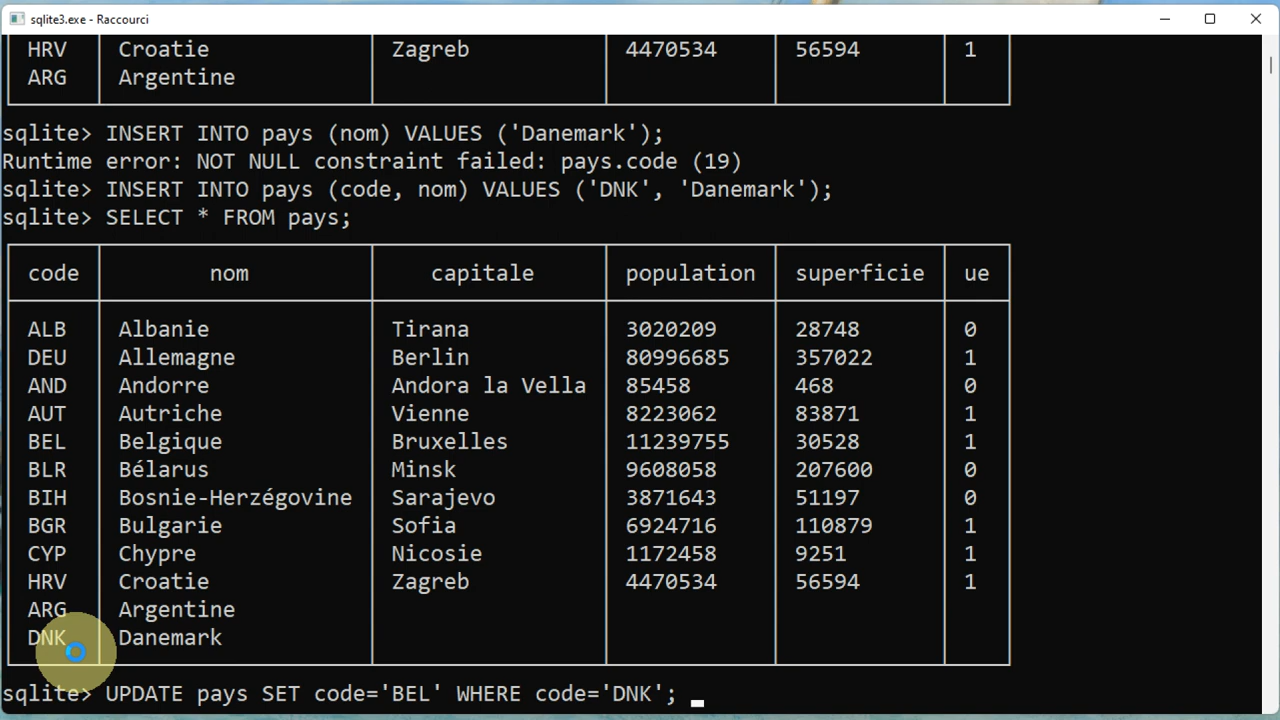 sqlite3.exe - Raccourci
HRV Croatie Zagreb 4470534 56594 1
ARG Argentine
sqlite> INSERT INTO pays (nom) VALUES ('Danemark');
Runtime error: NOT NULL constraint failed: pays.code (19)
sqlite> INSERT INTO pays (code, nom) VALUES ('DNK', 'Danemark');
sqlite> SELECT * FROM pays;
code nom capitale population superficie ue
ALB Albanie Tirana 3020209 28748 0
DEU Allemagne Berlin 80996685 357022 1
AND Andorre Andora la Vella 85458 468 0
AUT Autriche Vienne 8223062 83871 1
BEL Belgique Bruxelles 11239755 30528 1
BLR Bélarus Minsk 9608058 207600 0
BIH Bosnie-Herzégovine Sarajevo 3871643 51197 0
BGR Bulgarie Sofia 6924716 110879 1
CYP Chypre Nicosie 1172458 9251 1
HRV Croatie Zagreb 4470534 56594 1
ARG Argentine
DNK Danemark
sqlite> UPDATE pays SET code='BEL' WHERE code='DNK';